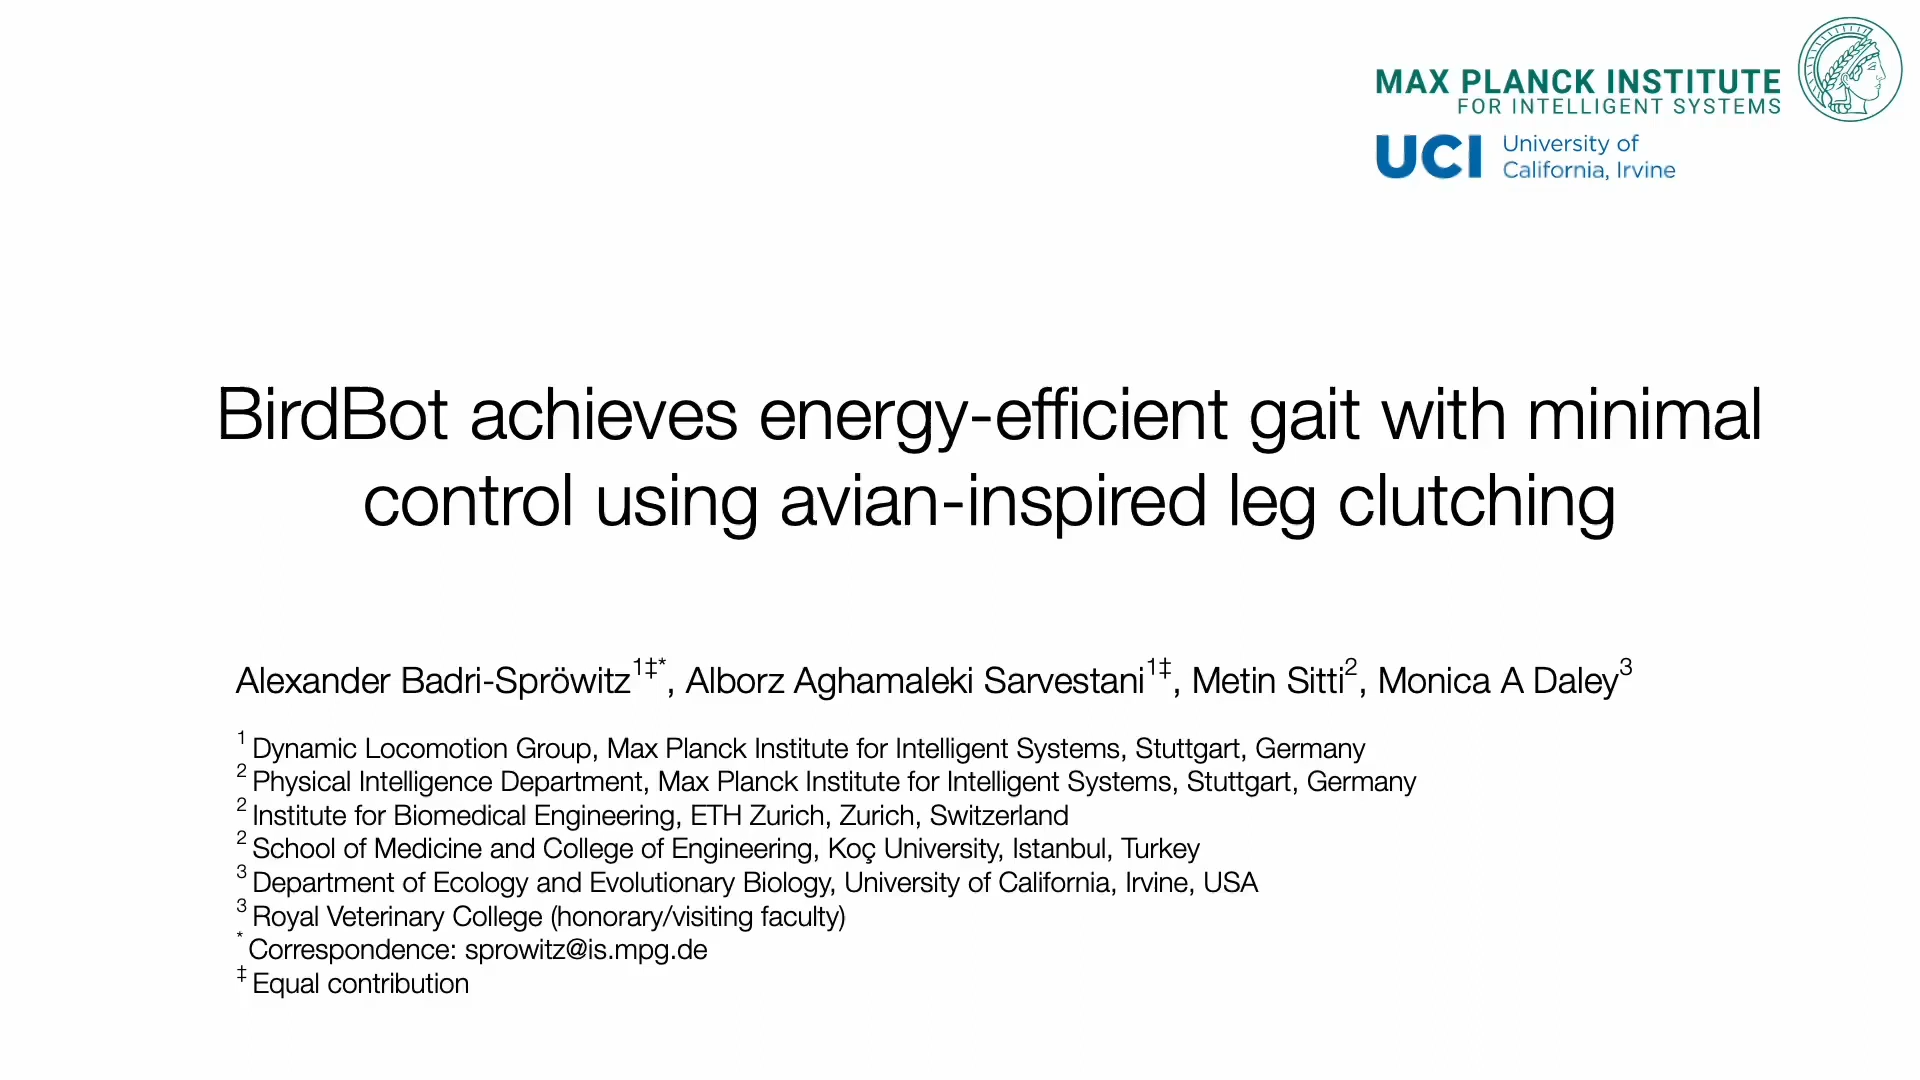 MAX PLANCK INSTITUTE
FOR INTELLIGENT SYSTEMS
UCI University of
California, Irvine
BirdBot achieves energy-efficient gait with minimal
control using avian-inspired leg clutching
Alexander Badri-Spröwitz1‡*, Alborz Aghamaleki Sarvestani1‡, Metin Sitti2, Monica A Daley3
1 Dynamic Locomotion Group, Max Planck Institute for Intelligent Systems, Stuttgart, Germany
2 Physical Intelligence Department, Max Planck Institute for Intelligent Systems, Stuttgart, Germany
2 Institute for Biomedical Engineering, ETH Zurich, Zurich, Switzerland
2 School of Medicine and College of Engineering, Koç University, Istanbul, Turkey
3 Department of Ecology and Evolutionary Biology, University of California, Irvine, USA
3 Royal Veterinary College (honorary/visiting faculty)
* Correspondence: sprowitz@is.mpg.de
‡ Equal contribution